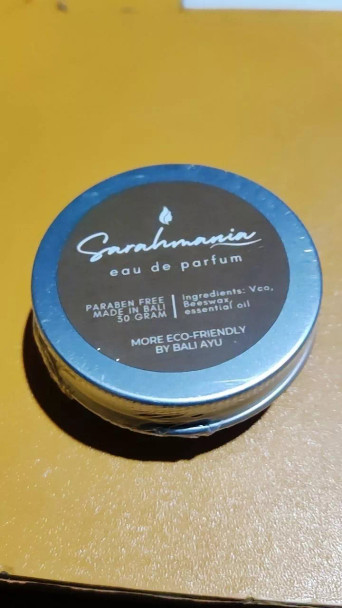 Sarahmania
eau de parfum
PARABEN FREE
MADE IN BALI
50 GRAM
Ingredients: Vco,
Beeswax,
essential oil
MORE ECO-FRIENDLY
BY BALI AYU